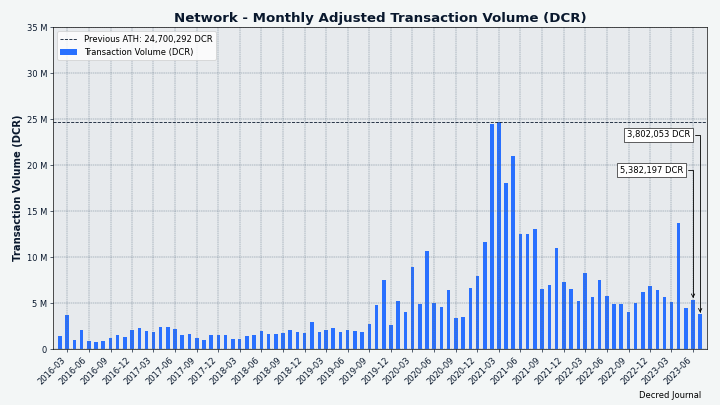 Network - Monthly Adjusted Transaction Volume (DCR)
35 M
Previous ATH: 24,700,292 DCR
Transaction Volume (DCR)
30 M
25 M
3,802,053 DCR
20 M
5,382,197 DCR
15 M
10 M
5 M
0
Transaction Volume (DCR)
2016-03
2016-06
2016-09
2016-12
2017-03
2017-06
2017-09
2017-12
2018-03
2018-06
2018-09
2018-12
2019-03
2019-06
2019-09
2019-12
2020-03
2020-06
2020-09
2020-12
2021-03
2021-06
2021-09
2021-12
2022-03
2022-06
2022-09
2022-12
2023-03
2023-06
Decred Journal